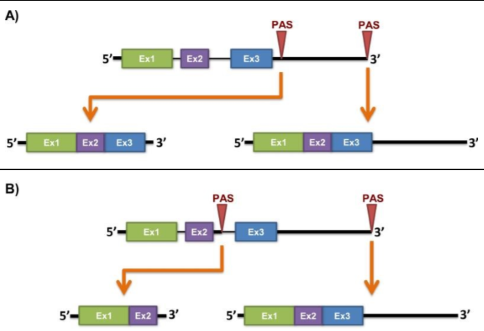 A)
PAS PAS
5’ Ex1 Ex2 Ex3 3’
5’ Ex1 Ex2 Ex3 3’ 5’ Ex1 Ex2 Ex3 3’
B)
PAS PAS
5’ Ex1 Ex2 Ex3 3’
5’ Ex1 Ex2 3’ 5’ Ex1 Ex2 Ex3 3’